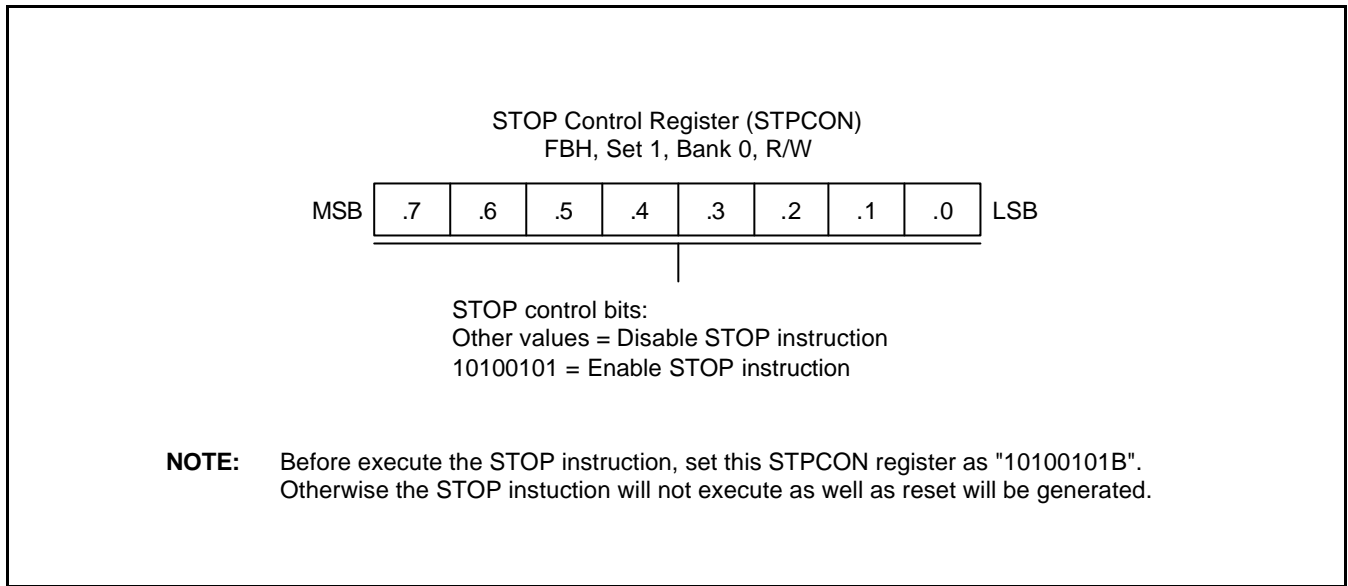 STOP Control Register (STPCON)
FBH, Set 1, Bank 0, R/W
MSB .7 .6 .5 .4 .3 .2 .1 .0 LSB
STOP control bits:
Other values = Disable STOP instruction
10100101 = Enable STOP instruction
NOTE: Before execute the STOP instruction, set this STPCON register as "10100101B".
Otherwise the STOP instuction will not execute as well as reset will be generated.